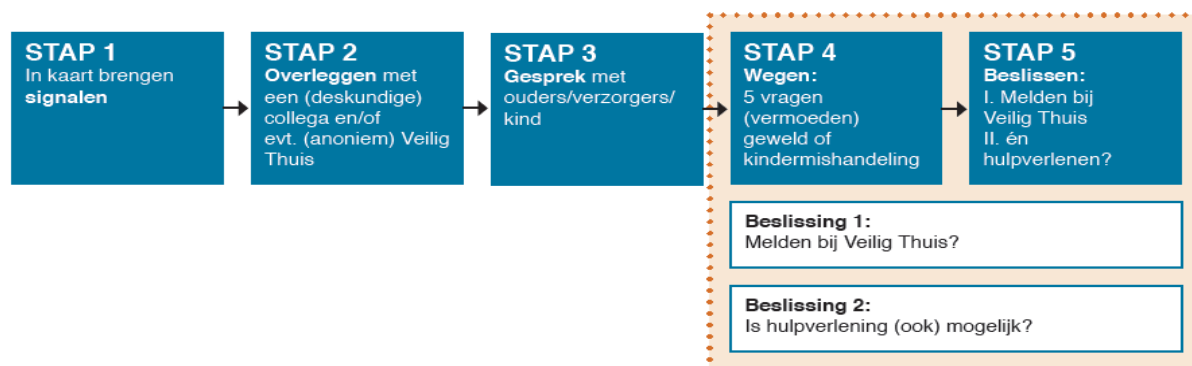 STAP 1
In kaart brengen
signalen
STAP 2
Overleggen met
een (deskundige)
collega en/of
evt. (anoniem) Veilig
Thuis
STAP 3
Gesprek met
ouders/verzorgers/
kind
STAP 4
Wegen:
5 vragen
(vermoeden)
geweld of
kindermishandeling
STAP 5
Beslissen:
I. Melden bij
Veilig Thuis
II. én
hulpverlenen?
Beslissing 1:
Melden bij Veilig Thuis?
Beslissing 2:
Is hulpverlening (ook) mogelijk?